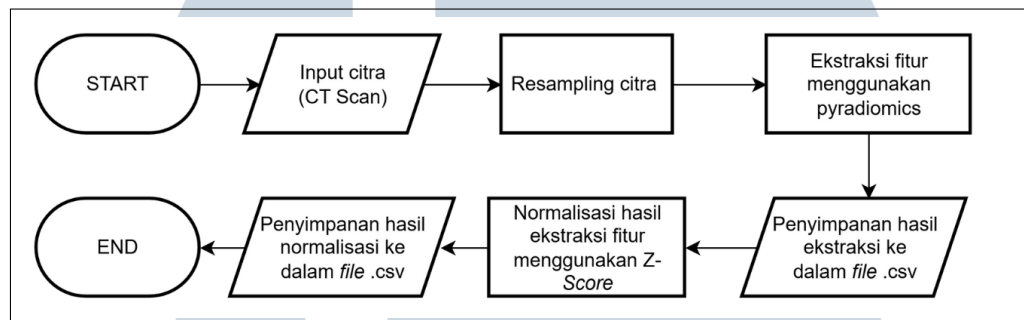 START
Input citra
(CT Scan)
Resampling citra
Ekstraksi fitur
menggunakan
pyradiomics
Penyimpanan hasil
ekstraksi ke
dalam file .csv
Normalisasi hasil
ekstraksi fitur
menggunakan Z-
Score
Penyimpanan hasil
normalisasi ke
dalam file .csv
END